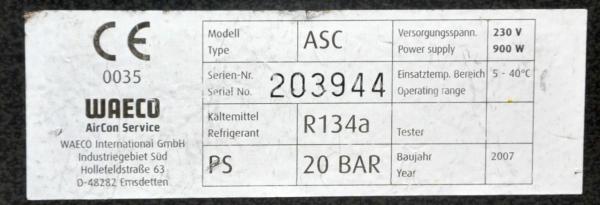 CE
0035
WAECO
AirCon Service
WAECO International GmbH
Industriegebiet Süd
Hollefeldstraße 63
D-48282 Emsdetten
Modell ASC Versorgungsspann. 230 V
Type Power supply 900 W
Serien-Nr. 203944 Einsatztemp. Bereich 5 - 40°C
Serial No. Operating range
Kältemittel R134a
Refrigerant Tester
PS 20 BAR Baujahr 2007
Year